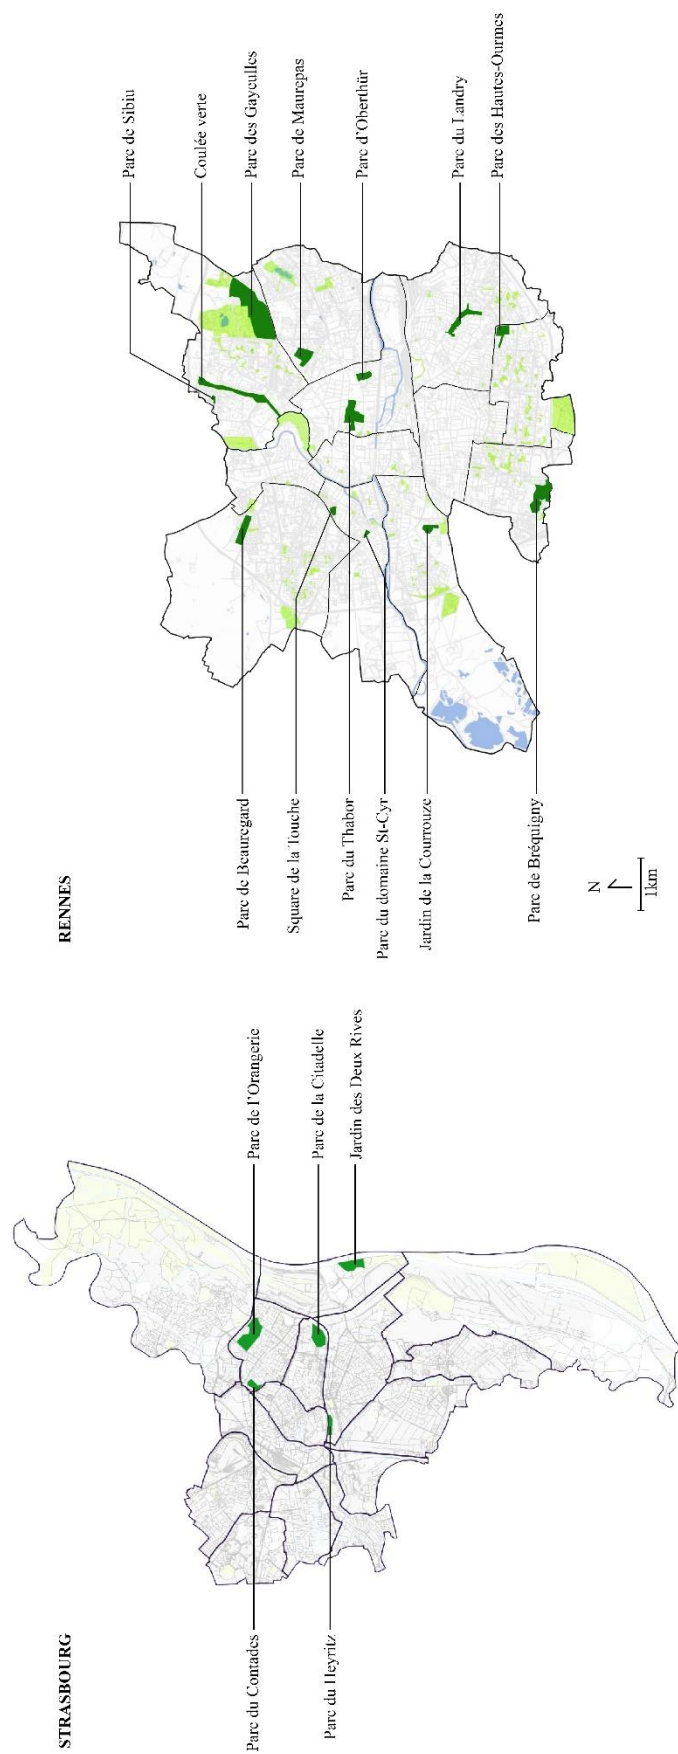 STRASBOURG
Parc du Contades
Parc du Heyritz
Parc de l'Orangerie
Parc de la Citadelle
Jardin des Deux Rives
RENNES
Parc de Beauregard
Square de la Touche
Parc du Thabor
Parc du domaine St-Cyr
Jardin de la Courrouze
Parc de Bréquigny
Parc de Sibiu
Coulée verte
Parc des Gayeulles
Parc de Maurepas
Parc d'Oberthür
Parc du Landry
Parc des Hautes-Ourmes
N
1km